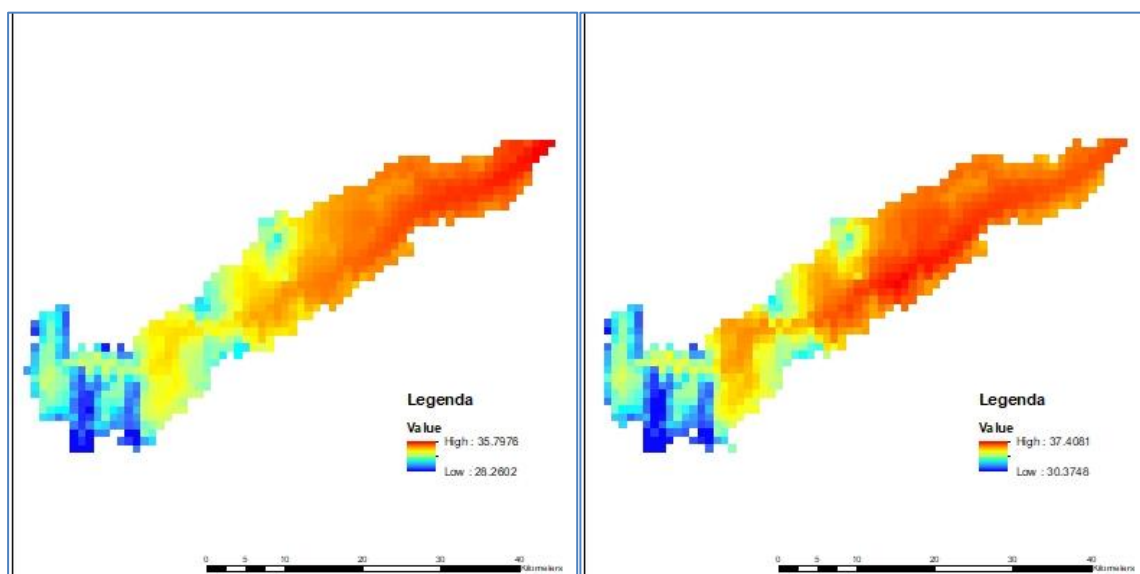 Legenda
Value
High : 35.7976
Low : 28.2602
0 5 10 20 30 40
Kilometers
Legenda
Value
High : 37.4081
Low : 30.3748
0 5 10 20 30 40
Kilometers